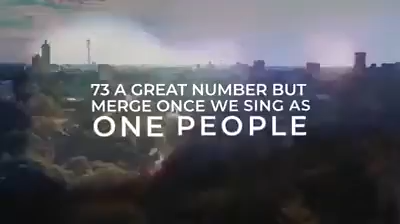 73 A GREAT NUMBER BUT
MERGE ONCE WE SING AS
ONE PEOPLE